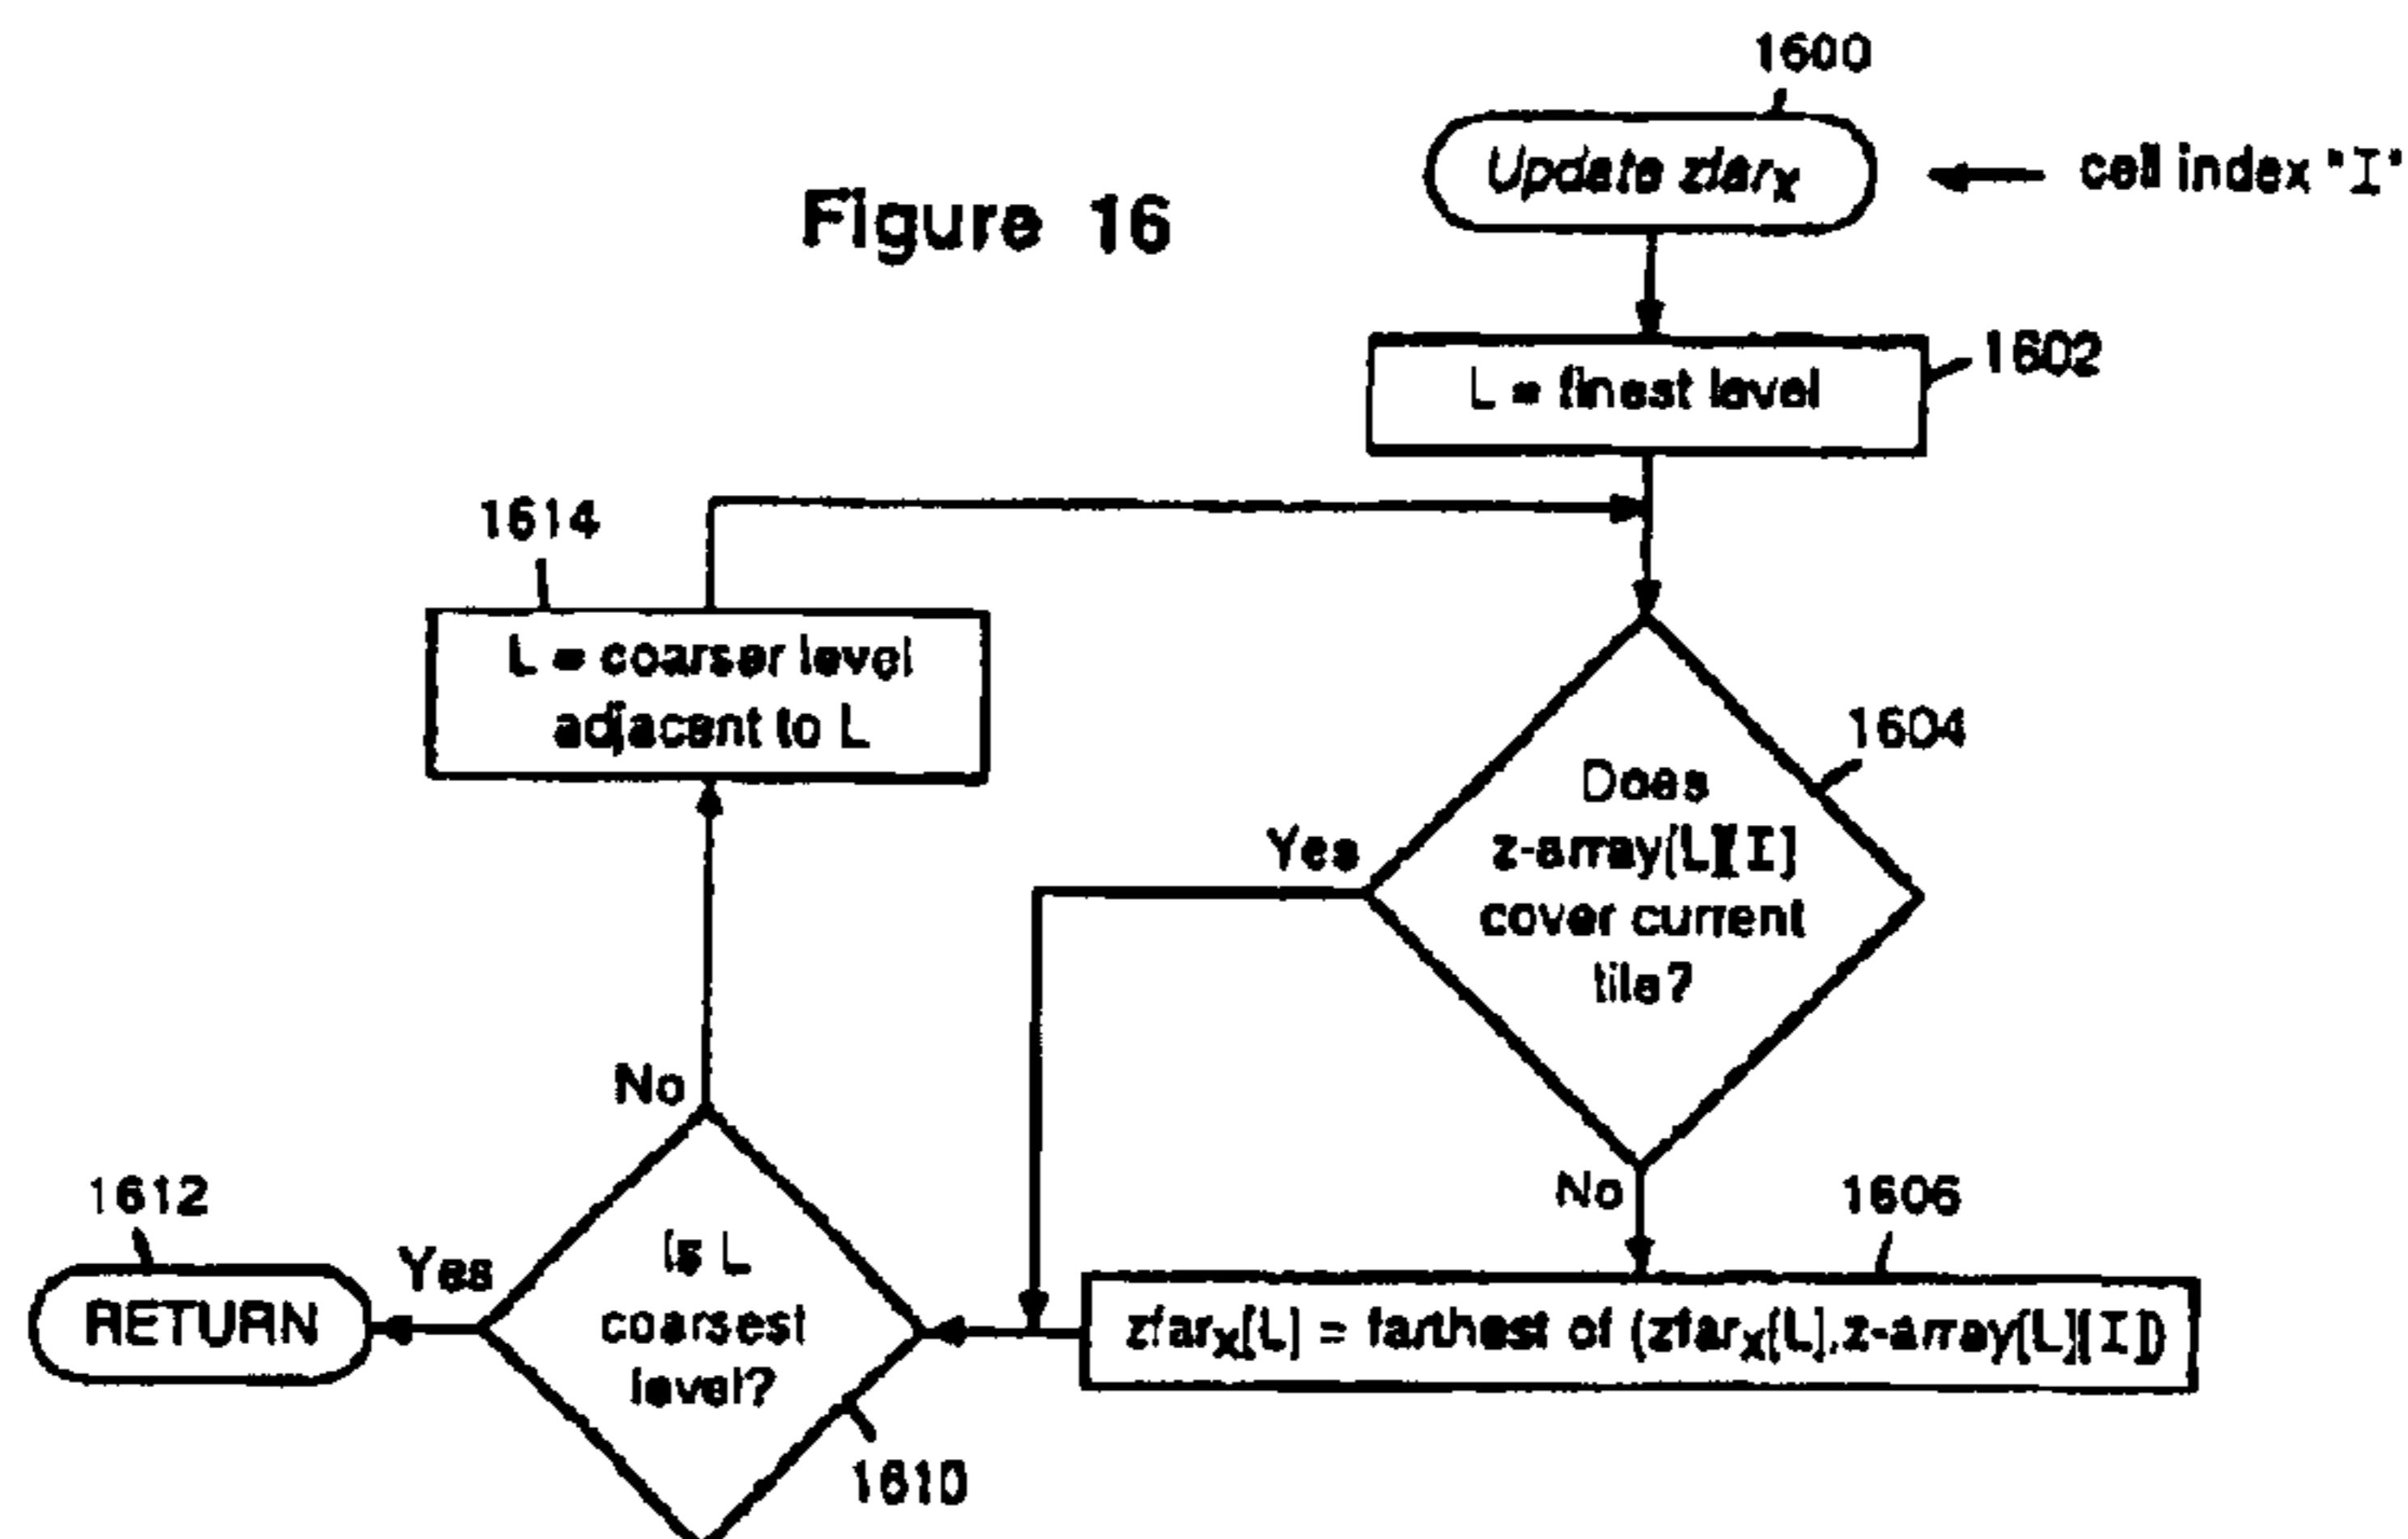 1600
Update zfarx
cell index "I"
Figure 16
L = finest level
1602
1614
L = coarser level
adjacent to L
1604
Does
z-array[L][I]
cover current
tile?
Yes
No
No
1606
1612
RETURN
Yes
Is L
coarsest
level?
zfarx[L] = farthest of (zfarx[L],z-array[L][I])
1610